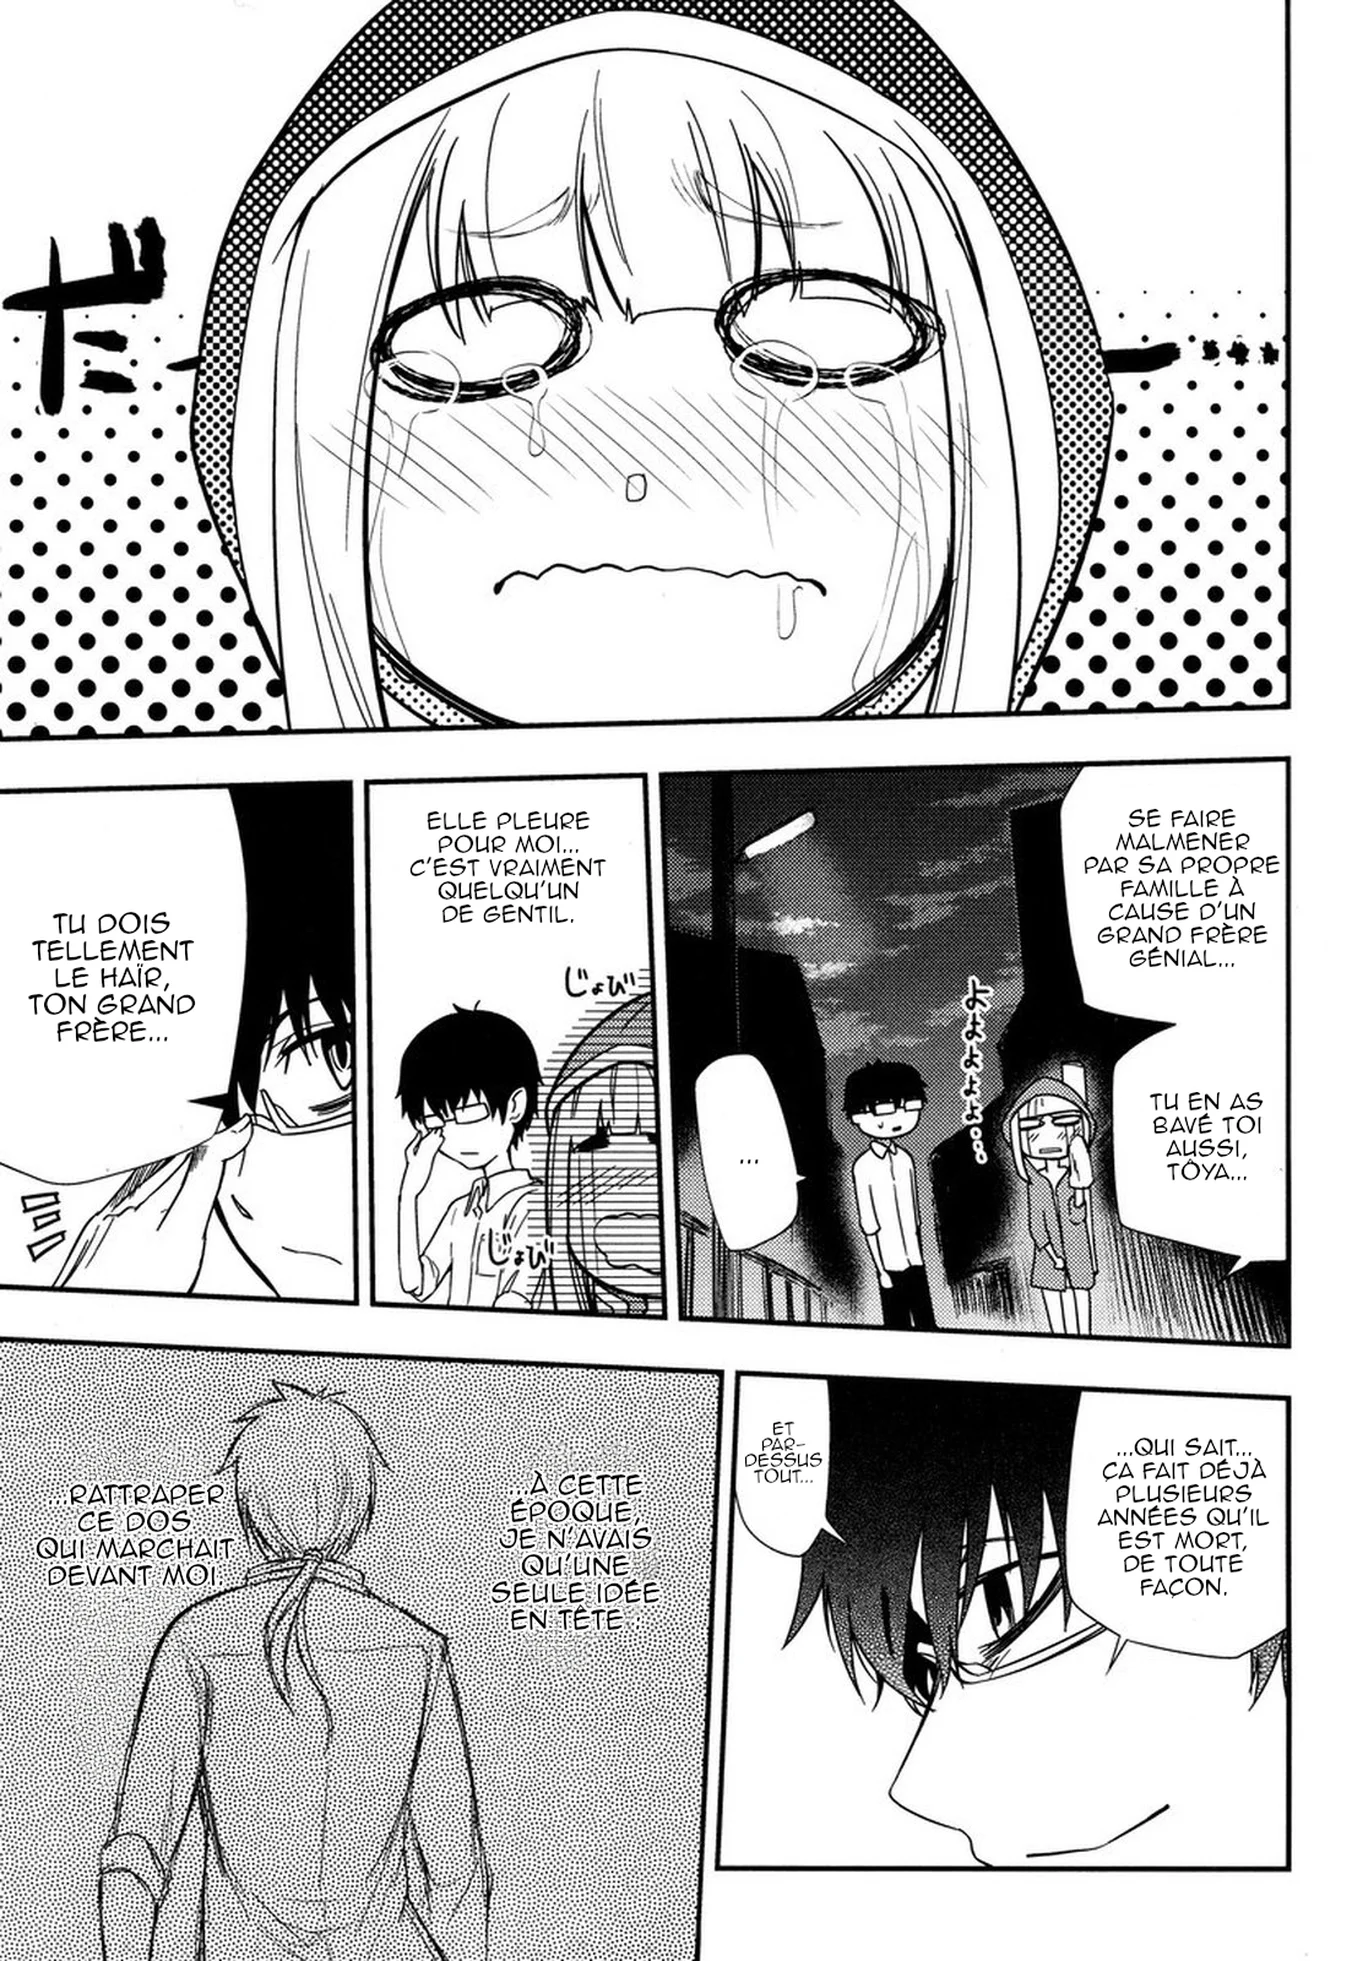 だー
SE FAIRE
MALMENER
PAR SA PROPRE
FAMILLE À
CAUSE D'UN
GRAND FRÈRE
GÉNIAL...
TU EN AS
BAVÉ TOI
AUSSI,
TÔYA...
よよよよよ...
...
ELLE PLEURE
POUR MOI...
C'EST VRAIMENT
QUELQU'UN
DE GENTIL.
じょび
じょび
TU DOIS
TELLEMENT
LE HAÏR,
TON GRAND
FRÈRE...
...QUI SAIT...
ÇA FAIT DÉJÀ
PLUSIEURS
ANNÉES QU'IL
EST MORT,
DE TOUTE
FAÇON.
ET
PAR-
DESSUS
TOUT...
...À CETTE
ÉPOQUE,
JE N'AVAIS
QU'UNE
SEULE IDÉE
EN TÊTE :
...RATTRAPER
CE DOS
QUI MARCHAIT
DEVANT MOI.